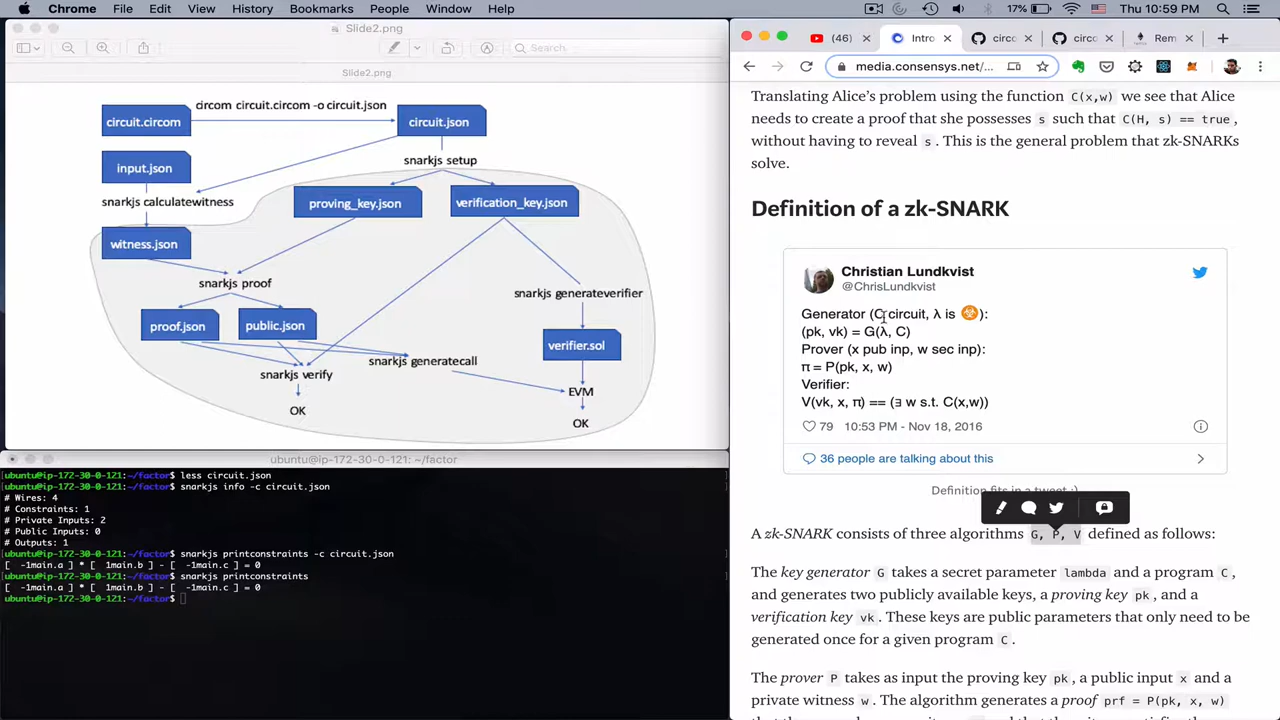 Chrome File Edit View History Bookmarks People Window Help
17% Thu 10:59 PM
Slide2.png
Search
Slide2.png
circom circuit.circom -o circuit.json
circuit.circom
circuit.json
input.json
snarkjs setup
snarkjs calculatewitness
proving_key.json
verification_key.json
witness.json
snarkjs proof
snarkjs generateverifier
proof.json
public.json
verifier.sol
snarkjs generatecall
snarkjs verify
EVM
OK
OK
ubuntu@ip-172-30-0-121: ~/factor
ubuntu@ip-172-30-0-121:~/factor$ less circuit.json
ubuntu@ip-172-30-0-121:~/factor$ snarkjs info -c circuit.json
# Wires: 4
# Constraints: 1
# Private Inputs: 2
# Public Inputs: 0
# Outputs: 1
ubuntu@ip-172-30-0-121:~/factor$ snarkjs printconstraints -c circuit.json
[ -1main.a ] * [ 1main.b ] - [ -1main.c ] = 0
ubuntu@ip-172-30-0-121:~/factor$ snarkjs printconstraints
[ -1main.a ] * [ 1main.b ] - [ -1main.c ] = 0
ubuntu@ip-172-30-0-121:~/factor$
(46)
Intro
circo
circo
Rem
media.consensys.net/...
Translating Alice's problem using the function C(x,w) we see that Alice
needs to create a proof that she possesses s such that C(H, s) == true,
without having to reveal s. This is the general problem that zk-SNARKs
solve.
Definition of a zk-SNARK
Christian Lundkvist
@ChrisLundkvist
Generator (C circuit, λ is ☣):
(pk, vk) = G(λ, C)
Prover (x pub inp, w sec inp):
π = P(pk, x, w)
Verifier:
V(vk, x, π) == (∃ w s.t. C(x,w))
79 10:53 PM - Nov 18, 2016
36 people are talking about this
Definition fits in a tweet :)
A zk-SNARK consists of three algorithms G, P, V defined as follows:
The key generator G takes a secret parameter lambda and a program C,
and generates two publicly available keys, a proving key pk, and a
verification key vk. These keys are public parameters that only need to be
generated once for a given program C.
The prover P takes as input the proving key pk, a public input x and a
private witness w. The algorithm generates a proof prf = P(pk, x, w)